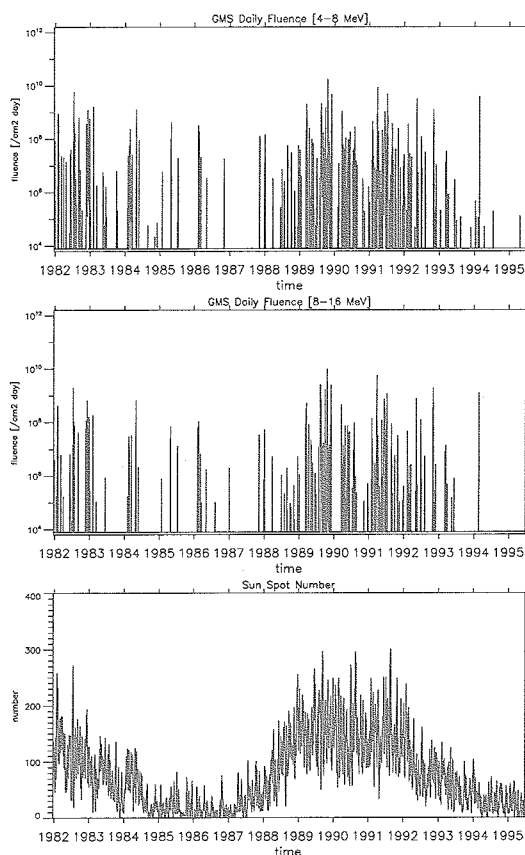 GMS Daily Fluence [4-8 MeV]
10¹²
10¹⁰
10⁸
10⁶
10⁴
fluence [/cm2 day]
1982 1983 1984 1985 1986 1987 1988 1989 1990 1991 1992 1993 1994 1995
time
GMS Daily Fluence [8-16 MeV]
10¹²
10¹⁰
10⁸
10⁶
10⁴
fluence [/cm2 day]
1982 1983 1984 1985 1986 1987 1988 1989 1990 1991 1992 1993 1994 1995
time
Sun Spot Number
400
300
200
100
0
number
1982 1983 1984 1985 1986 1987 1988 1989 1990 1991 1992 1993 1994 1995
time